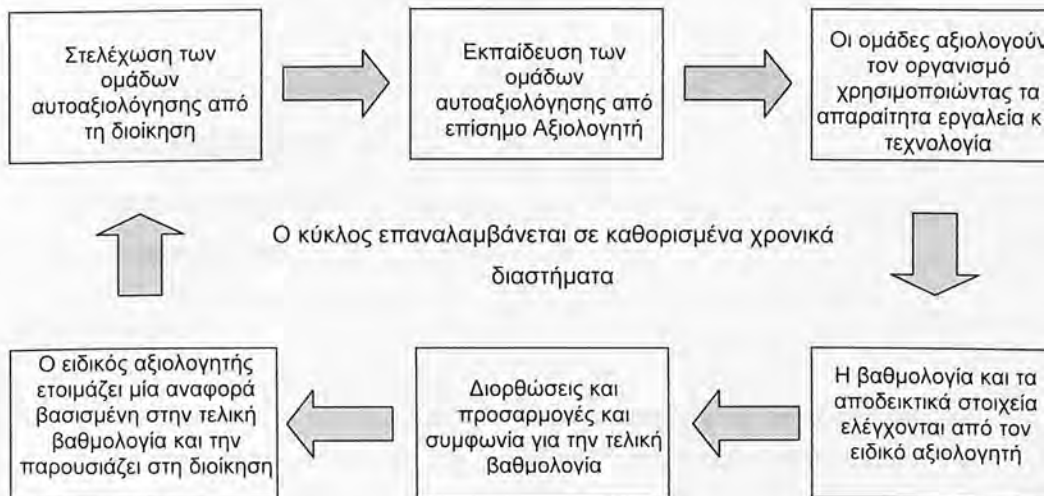 Στελέχωση των
ομάδων
αυτοαξιολόγησης από
τη διοίκηση
Εκπαίδευση των
ομάδων
αυτοαξιολόγησης από
επίσημο Αξιολογητή
Οι ομάδες αξιολογούν
τον οργανισμό
χρησιμοποιώντας τα
απαραίτητα εργαλεία κ
τεχνολογία
Ο κύκλος επαναλαμβάνεται σε καθορισμένα χρονικά
διαστήματα
Ο ειδικός αξιολογητής
ετοιμάζει μία αναφορά
βασισμένη στην τελική
βαθμολογία και την
παρουσιάζει στη διοίκηση
Διορθώσεις και
προσαρμογές και
συμφωνία για την τελική
βαθμολογία
Η βαθμολογία και τα
αποδεικτικά στοιχεία
ελέγχονται από τον
ειδικό αξιολογητή